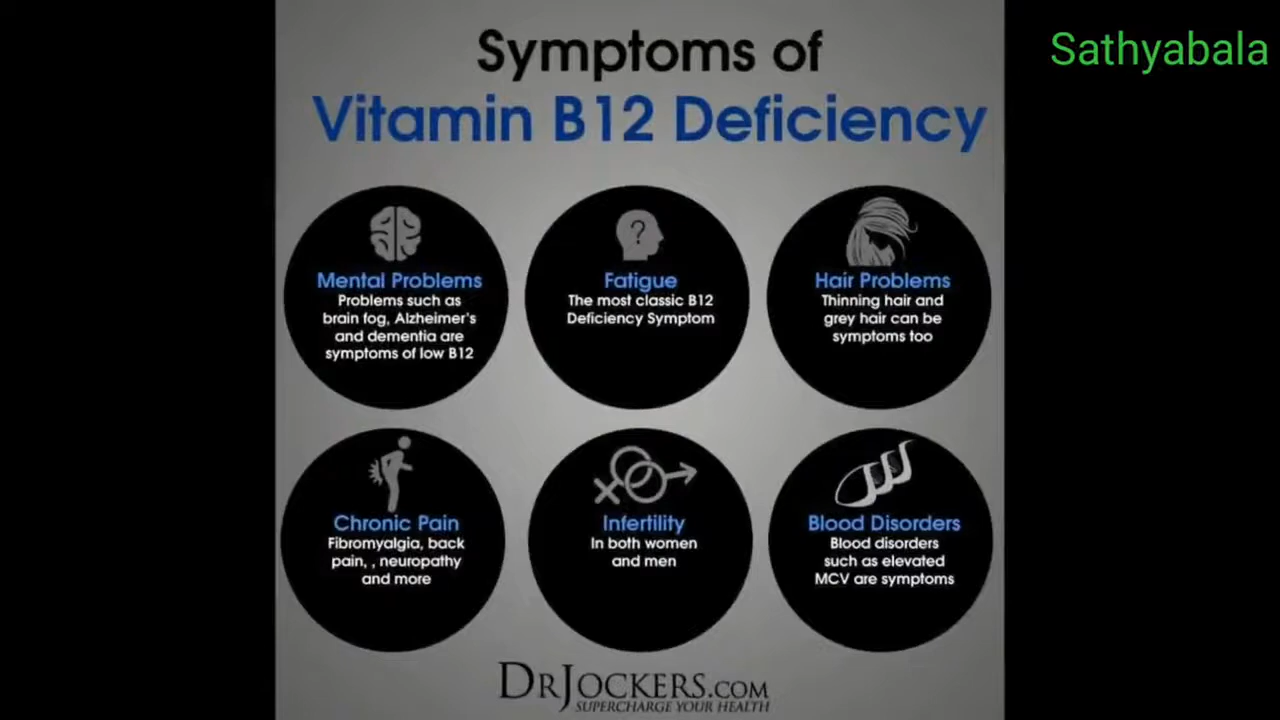 Sathyabala
Symptoms of
Vitamin B12 Deficiency
Mental Problems
Problems such as
brain fog, Alzheimer's
and dementia are
symptoms of low B12
Fatigue
The most classic B12
Deficiency Symptom
Hair Problems
Thinning hair and
grey hair can be
symptoms too
Chronic Pain
Fibromyalgia, back
pain, , neuropathy
and more
Infertility
In both women
and men
Blood Disorders
Blood disorders
such as elevated
MCV are symptoms
DRJOCKERS.COM
SUPERCHARGE YOUR HEALTH